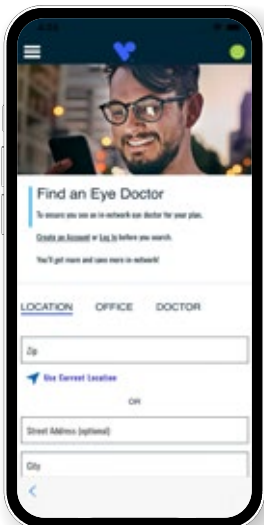 Find an Eye Doctor
To ensure you see an in-network eye doctor for your plan,
Create an Account or Log In before you search.
You'll get more and save more in network!
LOCATION OFFICE DOCTOR
Zip
Use Current Location
OR
Street Address (optional)
City